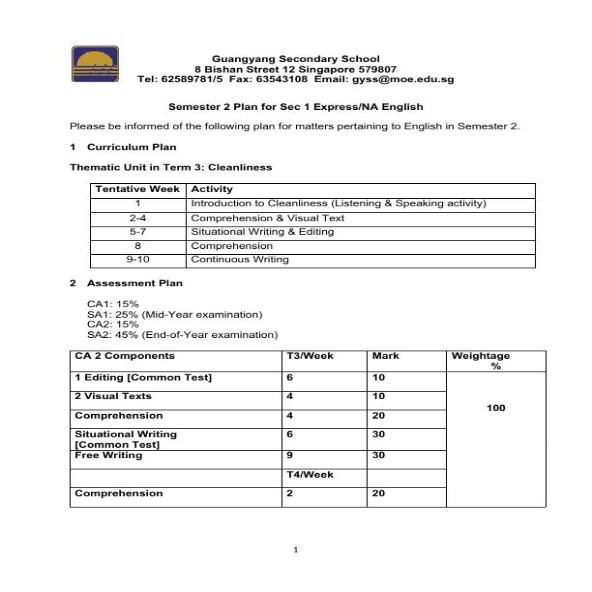 Guangyang Secondary School
8 Bishan Street 12 Singapore 579807
Tel: 62589781/5 Fax: 63543108 Email: gyss@moe.edu.sg
Semester 2 Plan for Sec 1 Express/NA English
Please be informed of the following plan for matters pertaining to English in Semester 2.
1 Curriculum Plan
Thematic Unit in Term 3: Cleanliness
Tentative Week Activity
1 Introduction to Cleanliness (Listening & Speaking activity)
2-4 Comprehension & Visual Text
5-7 Situational Writing & Editing
8 Comprehension
9-10 Continuous Writing
2 Assessment Plan
CA1: 15%
SA1: 25% (Mid-Year examination)
CA2: 15%
SA2: 45% (End-of-Year examination)
CA 2 Components T3/Week Mark Weightage
%
1 Editing [Common Test] 6 10
2 Visual Texts 4 10
100
Comprehension 4 20
Situational Writing 6 30
[Common Test]
Free Writing 9 30
T4/Week
Comprehension 2 20
1